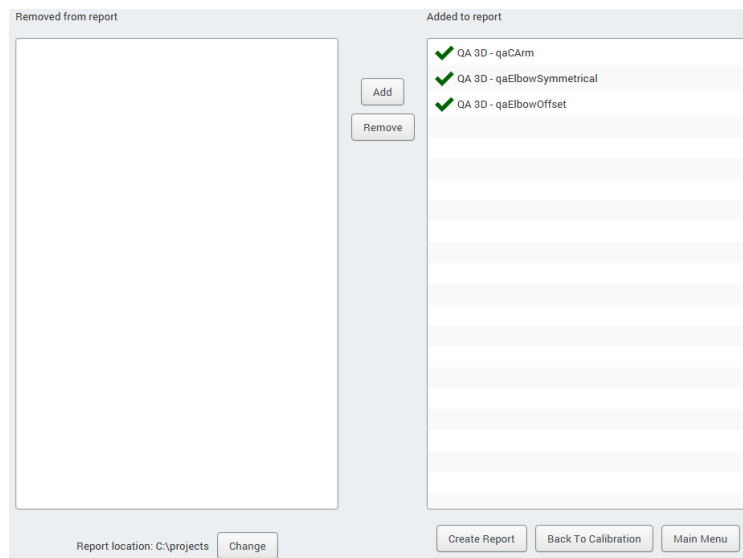 Removed from report
Added to report
QA 3D - qaCArm
QA 3D - qaElbowSymmetrical
QA 3D - qaElbowOffset
Add
Remove
Report location: C:\projects
Change
Create Report
Back To Calibration
Main Menu